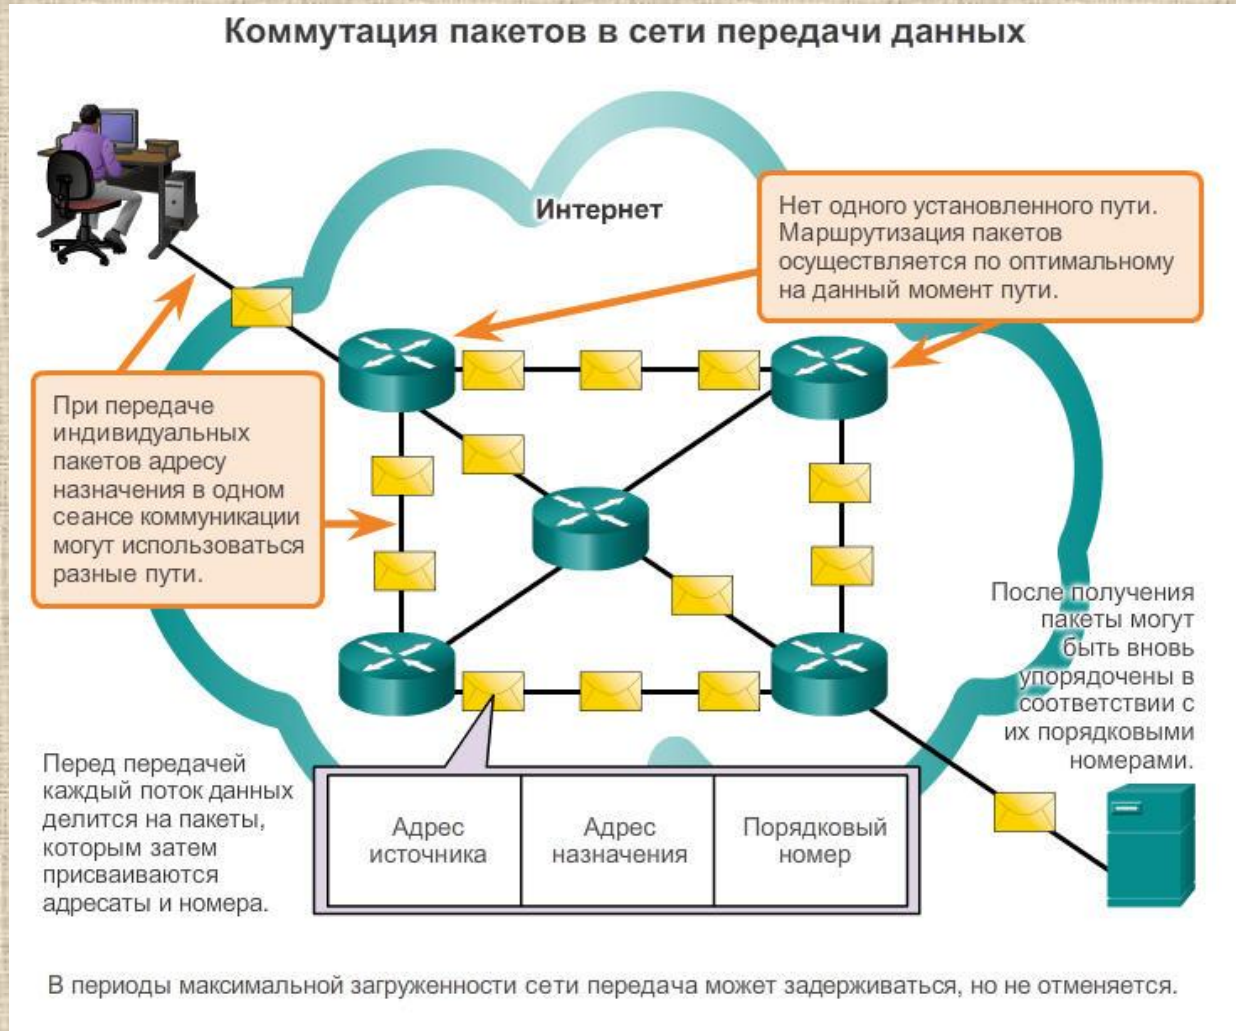 Коммутация пакетов в сети передачи данных
Интернет
Нет одного установленного пути.
Маршрутизация пакетов
осуществляется по оптимальному
на данный момент пути.
При передаче
индивидуальных
пакетов адресу
назначения в одном
сеансе коммуникации
могут использоваться
разные пути.
После получения
пакеты могут
быть вновь
упорядочены в
соответствии с
их порядковыми
номерами.
Перед передачей
каждый поток данных
делится на пакеты,
которым затем
присваиваются
адресаты и номера.
Адрес
источника
Адрес
назначения
Порядковый
номер
В периоды максимальной загруженности сети передача может задерживаться, но не отменяется.